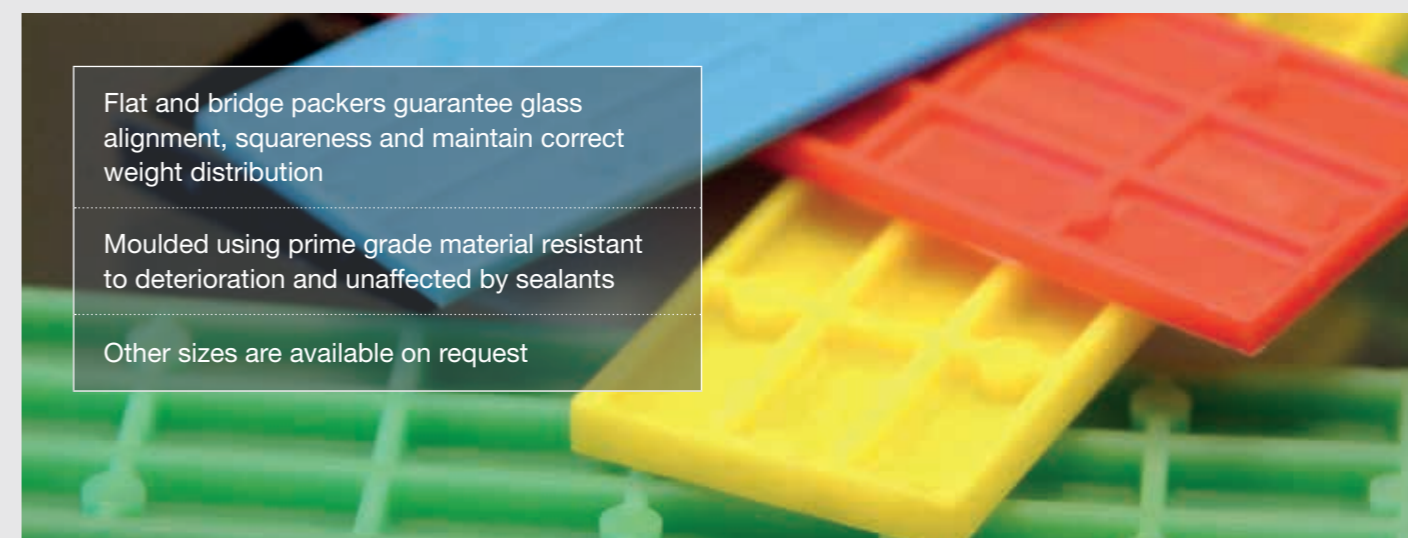 Flat and bridge packers guarantee glass
alignment, squareness and maintain correct
weight distribution
Moulded using prime grade material resistant
to deterioration and unaffected by sealants
Other sizes are available on request